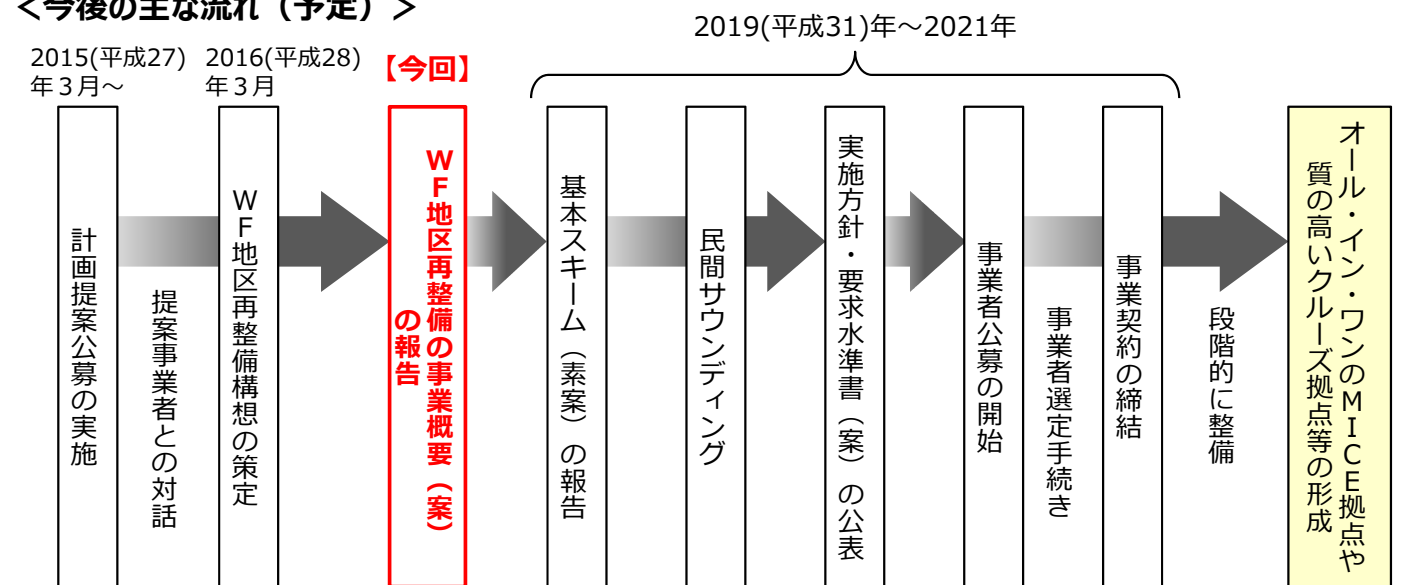 ＜今後の主な流れ（予定）＞
2019(平成31)年～2021年
2015(平成27)
年３月～
2016(平成28)
年３月
【今回】
計画提案公募の実施
提案事業者との対話
ＷＦ地区再整備構想の策定
ＷＦ地区再整備の事業概要（案）
の報告
基本スキーム（素案）の報告
民間サウンディング
実施方針・要求水準書（案）の公表
事業者公募の開始
事業者選定手続き
事業契約の締結
段階的に整備
オール・イン・ワンのＭＩＣＥ拠点や
質の高いクルーズ拠点等の形成